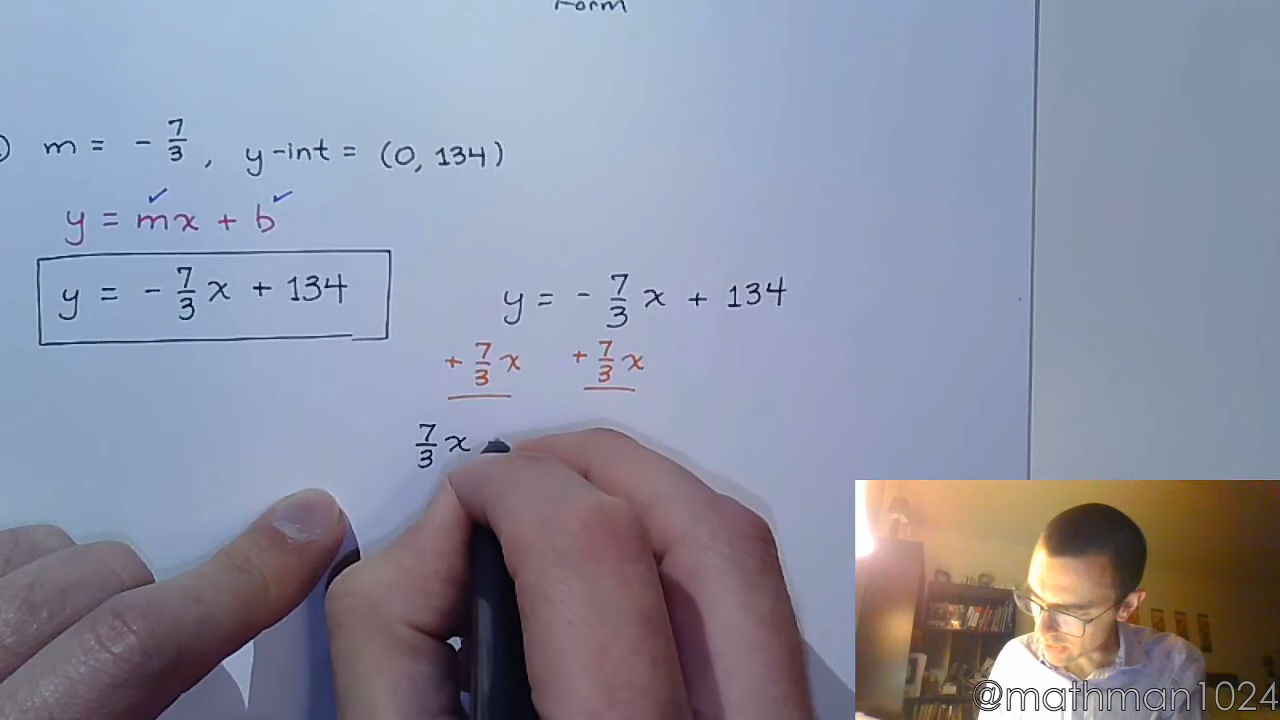 Form
) m = - 7/3, y-int = (0, 134)
✓ ✓
y = mx + b
y = - 7/3 x + 134
y = - 7/3 x + 134
+ 7/3 x + 7/3 x
7/3 x
@mathman1024